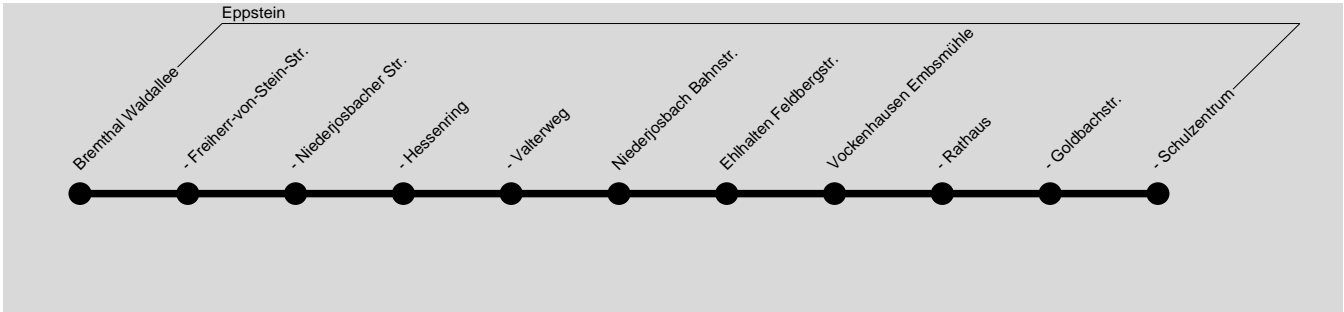 Eppstein
Bremthal Waldallee
- Freiherr-von-Stein-Str.
- Niederjosbacher Str.
- Hessenring
- Valterweg
Niederjosbach Bahnstr.
Ehlhalten Feldbergstr.
Vockenhausen Embsmühle
- Rathaus
- Goldbachstr.
- Schulzentrum